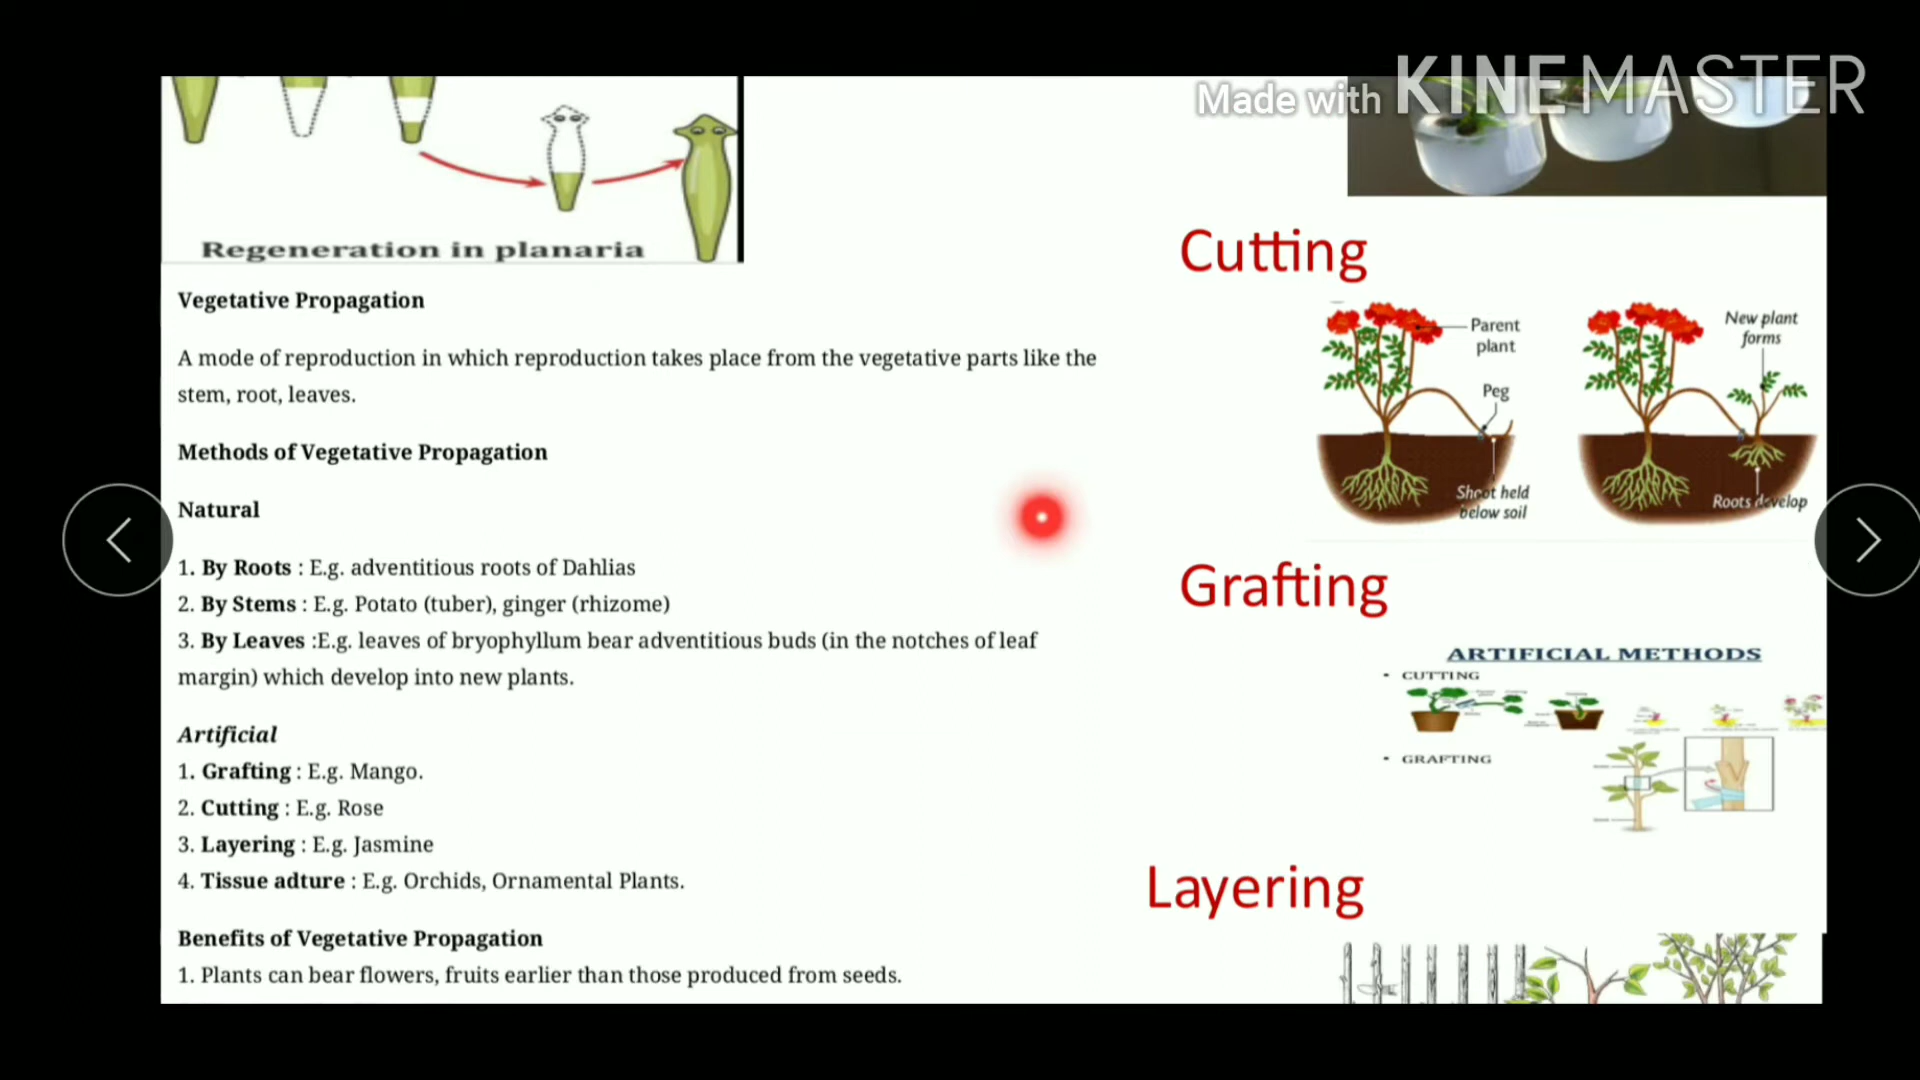 Made with KINEMASTER
Regeneration in planaria
Vegetative Propagation
A mode of reproduction in which reproduction takes place from the vegetative parts like the
stem, root, leaves.
Methods of Vegetative Propagation
Natural
1. By Roots : E.g. adventitious roots of Dahlias
2. By Stems : E.g. Potato (tuber), ginger (rhizome)
3. By Leaves :E.g. leaves of bryophyllum bear adventitious buds (in the notches of leaf
margin) which develop into new plants.
Artificial
1. Grafting : E.g. Mango.
2. Cutting : E.g. Rose
3. Layering : E.g. Jasmine
4. Tissue adture : E.g. Orchids, Ornamental Plants.
Benefits of Vegetative Propagation
1. Plants can bear flowers, fruits earlier than those produced from seeds.
Cutting
Parent
plant
Peg
Shoot held
below soil
New plant
forms
Roots develop
Grafting
ARTIFICIAL METHODS
- CUTTING
- GRAFTING
Layering